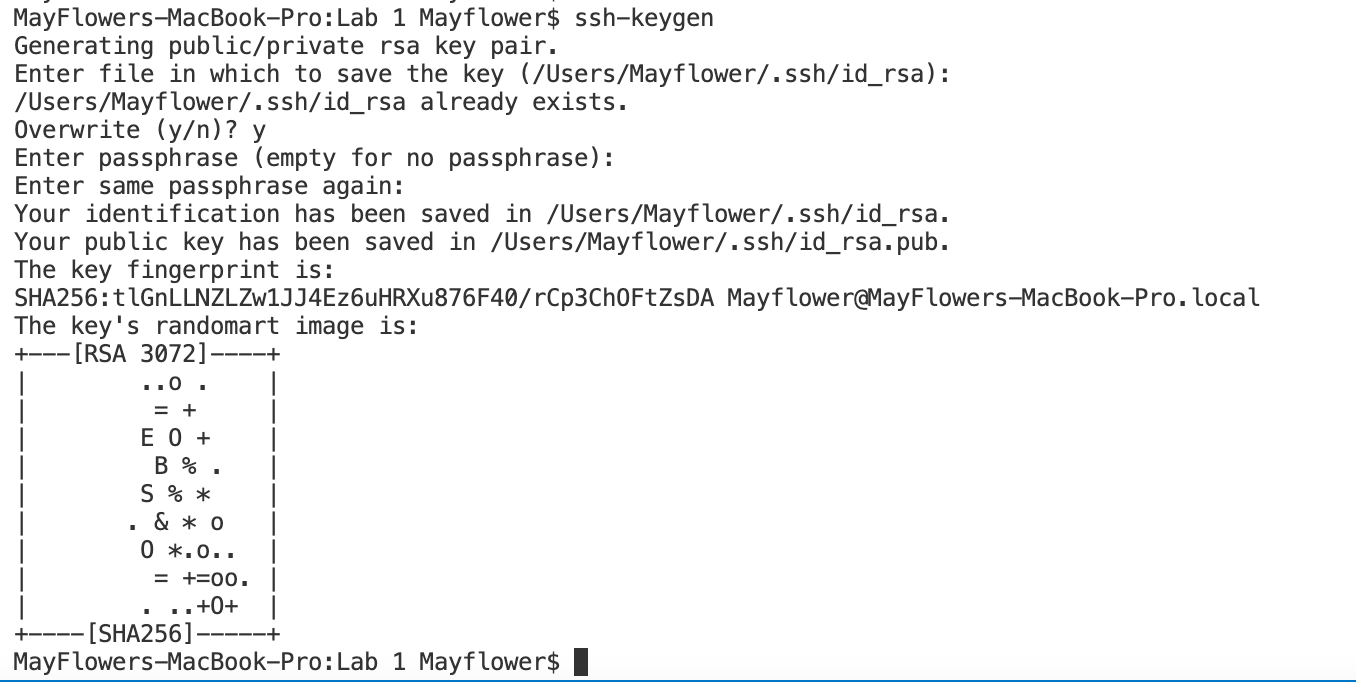 MayFlowers-MacBook-Pro:Lab 1 Mayflower$ ssh-keygen
Generating public/private rsa key pair.
Enter file in which to save the key (/Users/Mayflower/.ssh/id_rsa):
/Users/Mayflower/.ssh/id_rsa already exists.
Overwrite (y/n)? y
Enter passphrase (empty for no passphrase):
Enter same passphrase again:
Your identification has been saved in /Users/Mayflower/.ssh/id_rsa.
Your public key has been saved in /Users/Mayflower/.ssh/id_rsa.pub.
The key fingerprint is:
SHA256:tlGnLLNZLZw1JJ4Ez6uHRXu876F40/rCp3ChOFtZsDA Mayflower@MayFlowers-MacBook-Pro.local
The key's randomart image is:
+---[RSA 3072]----+
|        ..o .    |
|         = +     |
|        E O +    |
|         B % .   |
|        S % *    |
|       . & * o   |
|        O *.o..  |
|         = +=oo. |
|        . ..+O+  |
+----[SHA256]-----+
MayFlowers-MacBook-Pro:Lab 1 Mayflower$